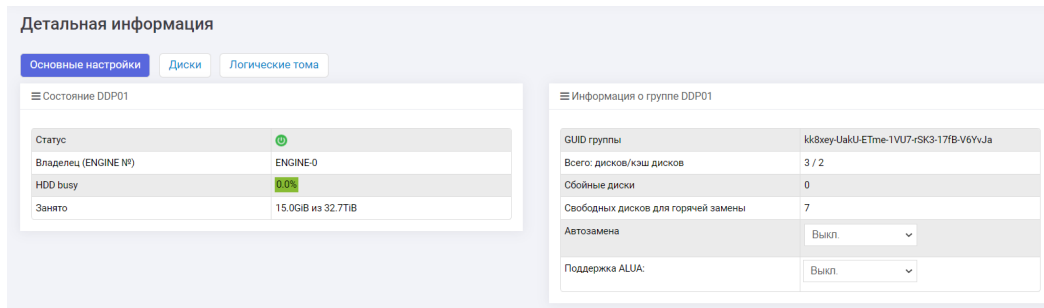 Детальная информация
Основные настройки Диски Логические тома
Состояние DDP01
Статус
Владелец (ENGINE №) ENGINE-0
HDD busy 0.0%
Занято 15.0GiB из 32.7TiB
Информация о группе DDP01
GUID группы kk8xey-UakU-ETme-1VU7-rSK3-17fB-V6YvJa
Всего: дисков/кэш дисков 3 / 2
Сбойные диски 0
Свободных дисков для горячей замены 7
Автозамена Выкл.
Поддержка ALUA: Выкл.